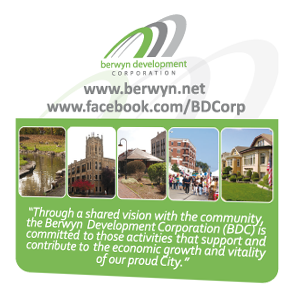 berwyn development
CORPORATION
www.berwyn.net
www.facebook.com/BDCorp
"Through a shared vision with the community,
the Berwyn Development Corporation (BDC) is
committed to those activities that support and
contribute to the economic growth and vitality
of our proud City."